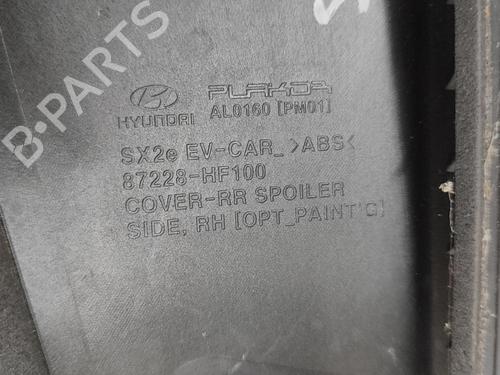 PLAKOR
HYUNDAI AL0160 [PM01]
SX2e EV-CAR_ >ABS<
87228-HF100
COVER-RR SPOILER
SIDE, RH [OPT_PAINT'G]
B-PARTS